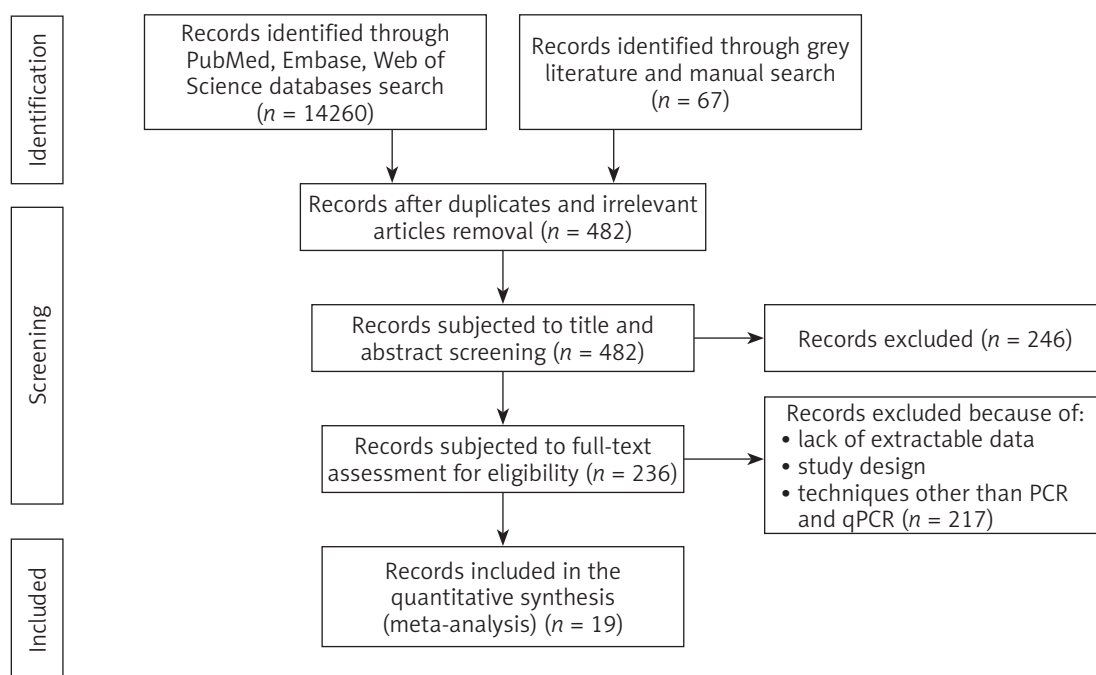 Identification
Records identified through
PubMed, Embase, Web of
Science databases search
(n = 14260)
Records identified through grey
literature and manual search
(n = 67)
Records after duplicates and irrelevant
articles removal (n = 482)
Screening
Records subjected to title and
abstract screening (n = 482)
Records excluded (n = 246)
Records subjected to full-text
assessment for eligibility (n = 236)
Records excluded because of:
• lack of extractable data
• study design
• techniques other than PCR
and qPCR (n = 217)
Included
Records included in the
quantitative synthesis
(meta-analysis) (n = 19)